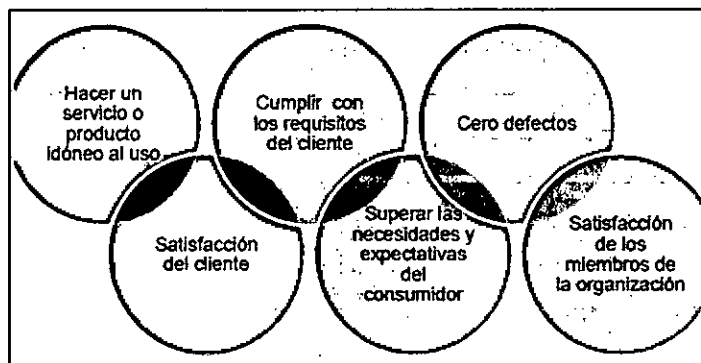 Hacer un
servicio o
producto
idóneo al uso
Satisfacción
del cliente
Cumplir con
los requisitos
del cliente
Superar las
necesidades y
expectativas
del
consumidor
Cero defectos
Satisfacción
de los
miembros de
la organización